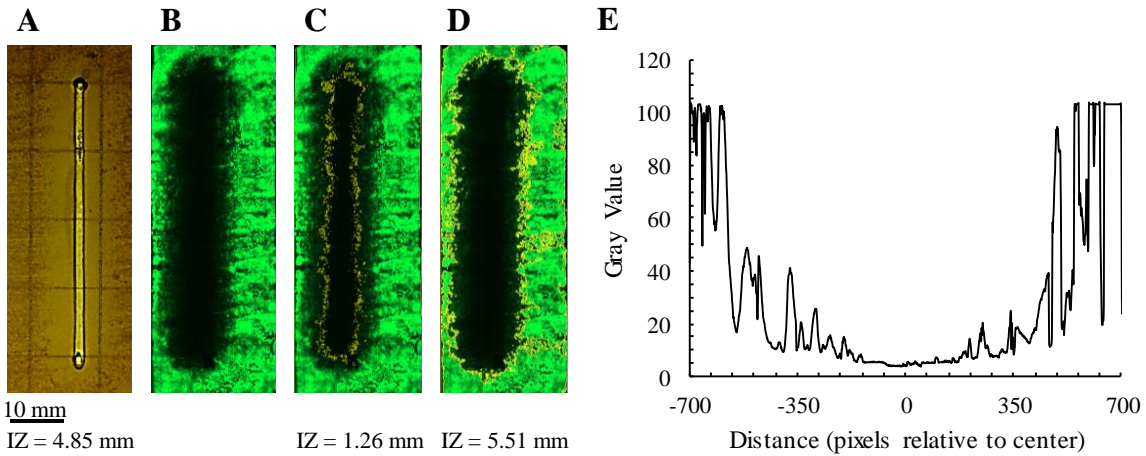 A B C D E
120
100
80
60
40
20
0
Gray Value
-700 -350 0 350 700
Distance (pixels relative to center)
10 mm
IZ = 4.85 mm IZ = 1.26 mm IZ = 5.51 mm